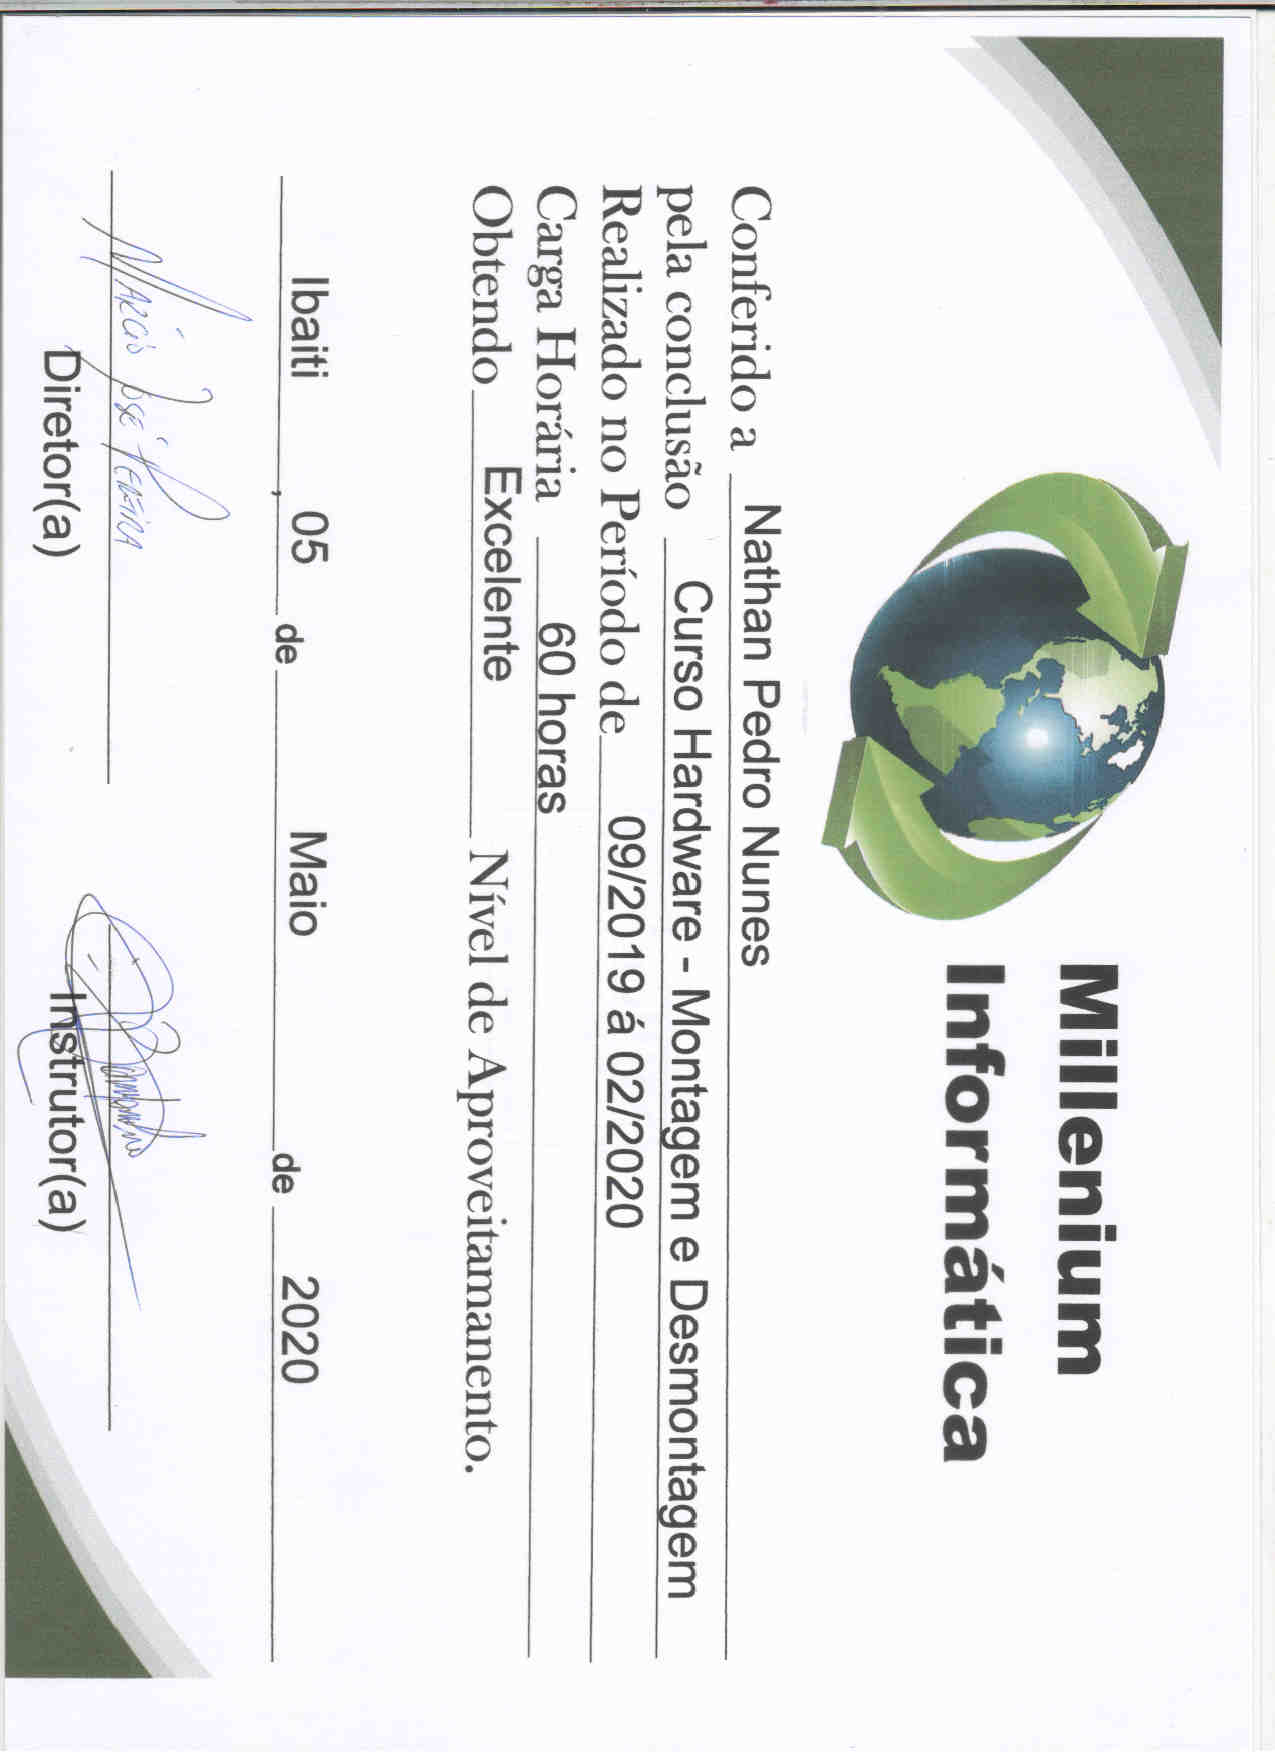 Millenium
Informática
Conferido a Nathan Pedro Nunes
pela conclusão Curso Hardware - Montagem e Desmontagem
Realizado no Período de 09/2019 á 02/2020
Carga Horária 60 horas
Obtendo Excelente Nível de Aproveitamanento.
Ibaiti, 05 de Maio de 2020
José
Diretor(a) Instrutor(a)